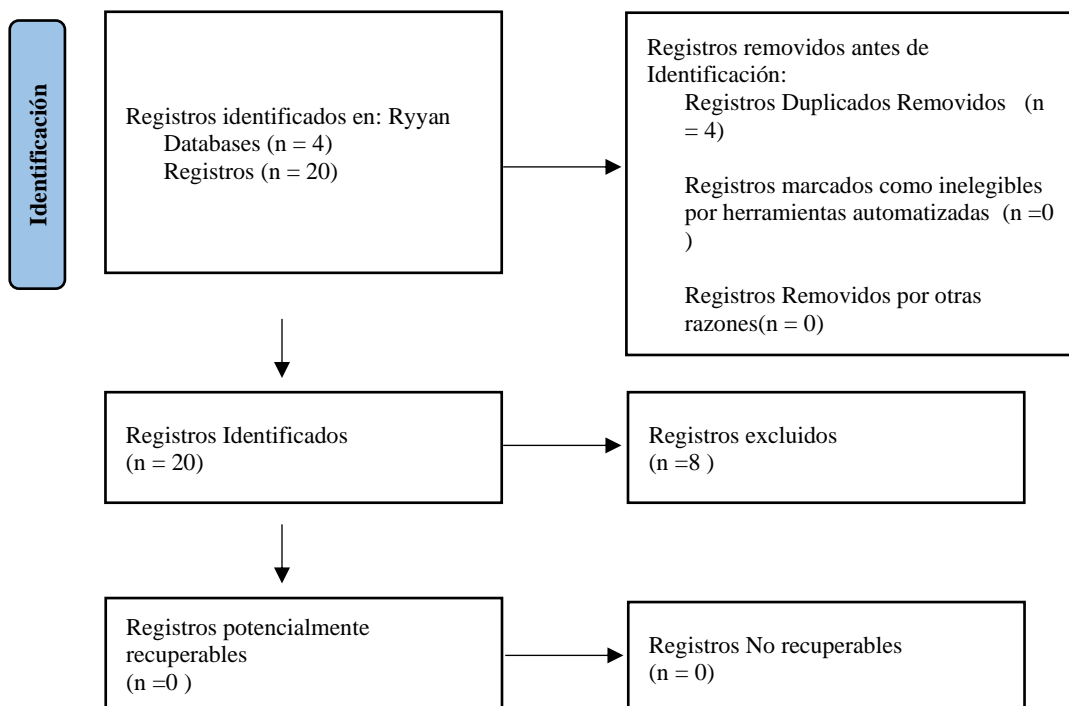 Identificación
Registros identificados en: Ryyan
Databases (n = 4)
Registros (n = 20)
Registros removidos antes de
Identificación:
Registros Duplicados Removidos (n
= 4)
Registros marcados como inelegibles
por herramientas automatizadas (n =0
)
Registros Removidos por otras
razones(n = 0)
Registros Identificados
(n = 20)
Registros excluidos
(n =8 )
Registros potencialmente
recuperables
(n =0 )
Registros No recuperables
(n = 0)